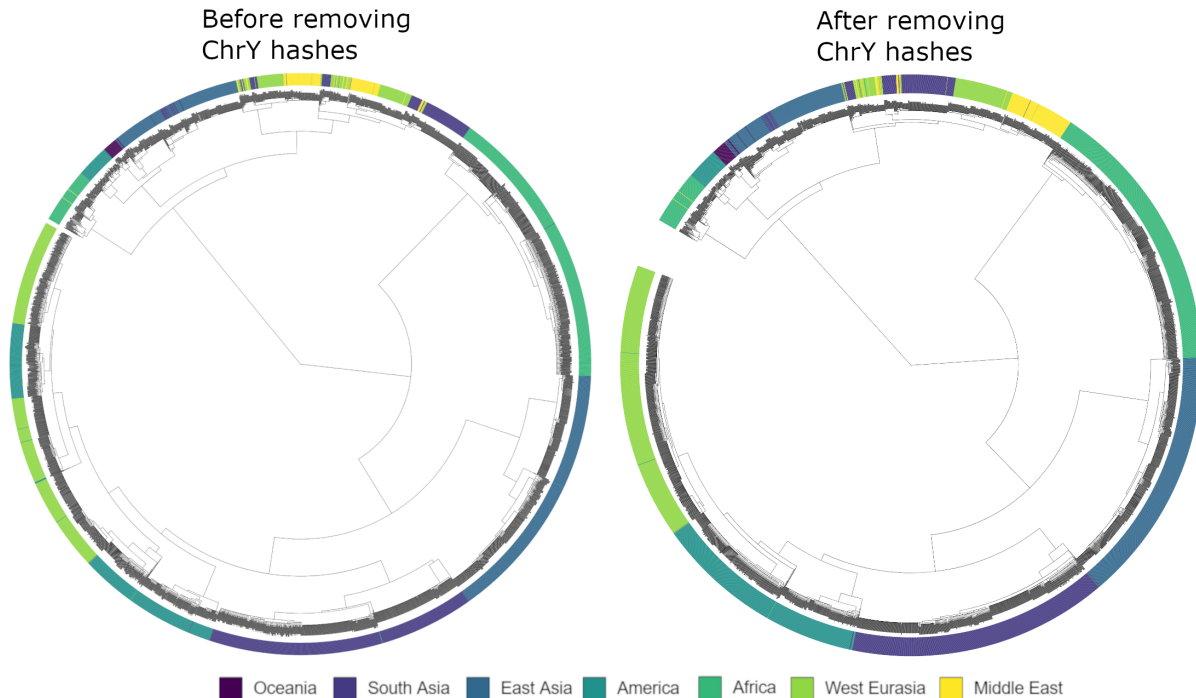 Before removing
ChrY hashes
After removing
ChrY hashes
Oceania South Asia East Asia America Africa West Eurasia Middle East